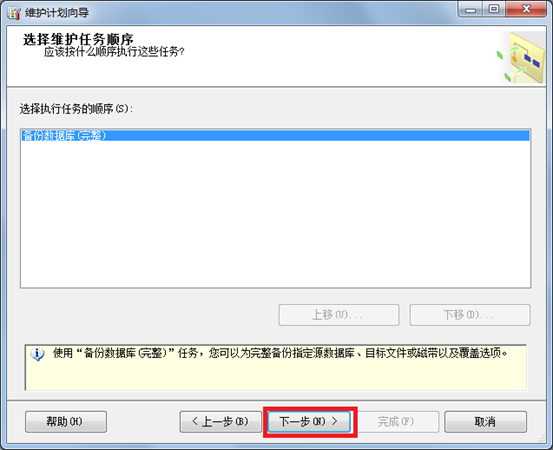 维护计划向导
选择维护任务顺序
应该按什么顺序执行这些任务?
选择执行任务的顺序(S):
备份数据库(完整)
上移(U)...
下移(D)...
使用“备份数据库(完整)”任务，您可以为完整备份指定源数据库、目标文件或磁带以及覆盖选项。
帮助(H)
< 上一步(B)
下一步(N) >
完成(F)
取消